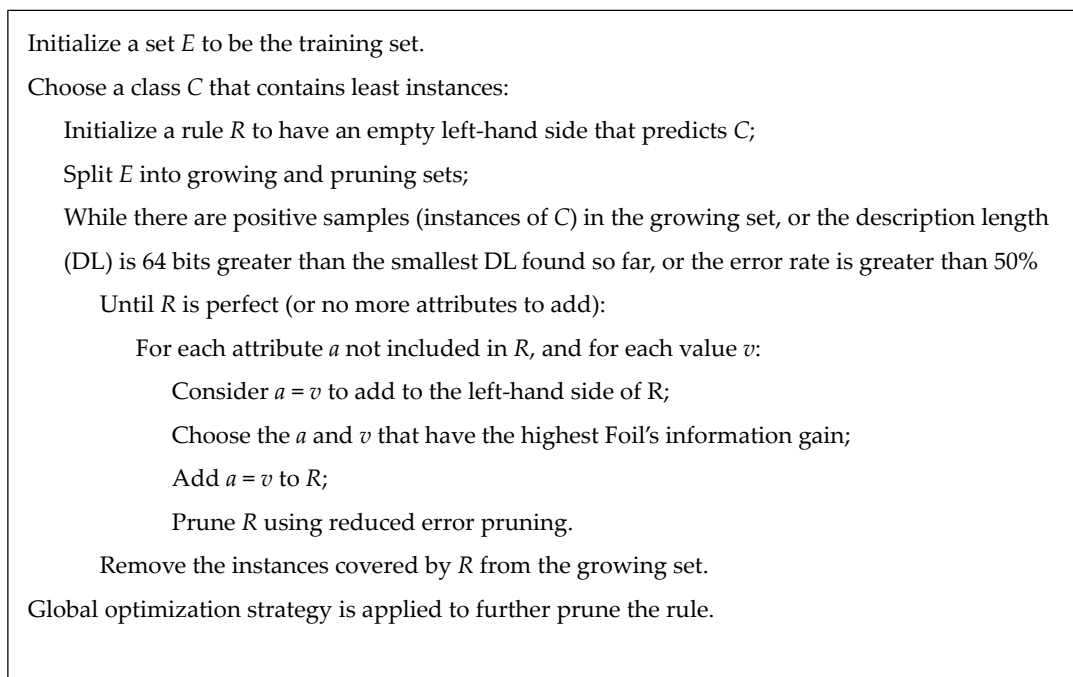 Initialize a set E to be the training set.
Choose a class C that contains least instances:
Initialize a rule R to have an empty left-hand side that predicts C;
Split E into growing and pruning sets;
While there are positive samples (instances of C) in the growing set, or the description length
(DL) is 64 bits greater than the smallest DL found so far, or the error rate is greater than 50%
Until R is perfect (or no more attributes to add):
For each attribute a not included in R, and for each value v:
Consider a = v to add to the left-hand side of R;
Choose the a and v that have the highest Foil's information gain;
Add a = v to R;
Prune R using reduced error pruning.
Remove the instances covered by R from the growing set.
Global optimization strategy is applied to further prune the rule.